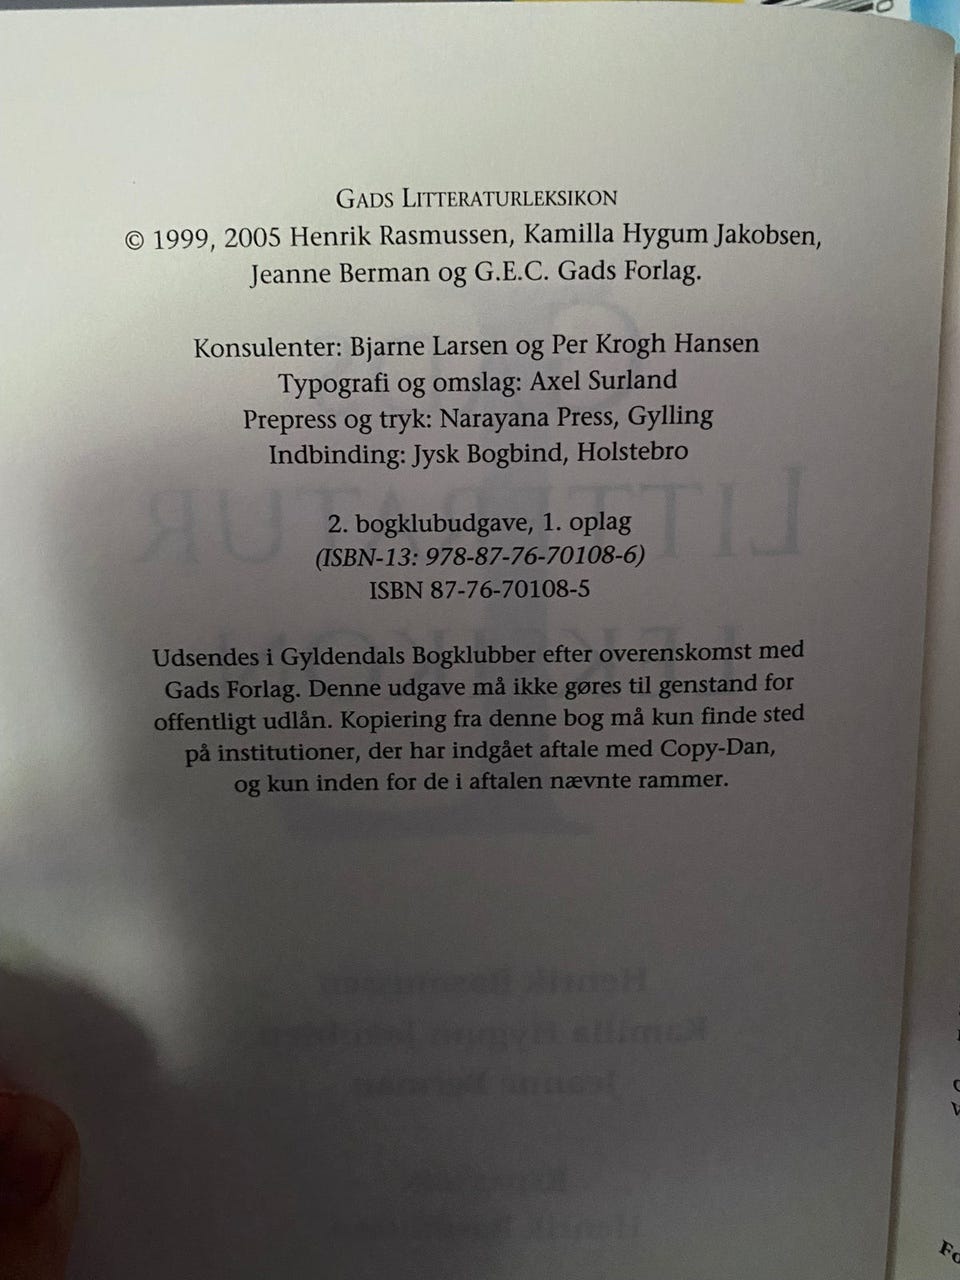 GADS LITTERATURLEKSIKON
© 1999, 2005 Henrik Rasmussen, Kamilla Hygum Jakobsen,
Jeanne Berman og G.E.C. Gads Forlag.
Konsulenter: Bjarne Larsen og Per Krogh Hansen
Typografi og omslag: Axel Surland
Prepress og tryk: Narayana Press, Gylling
Indbinding: Jysk Bogbind, Holstebro
2. bogklubudgave, 1. oplag
(ISBN-13: 978-87-76-70108-6)
ISBN 87-76-70108-5
Udsendes i Gyldendals Bogklubber efter overenskomst med
Gads Forlag. Denne udgave må ikke gøres til genstand for
offentligt udlån. Kopiering fra denne bog må kun finde sted
på institutioner, der har indgået aftale med Copy-Dan,
og kun inden for de i aftalen nævnte rammer.